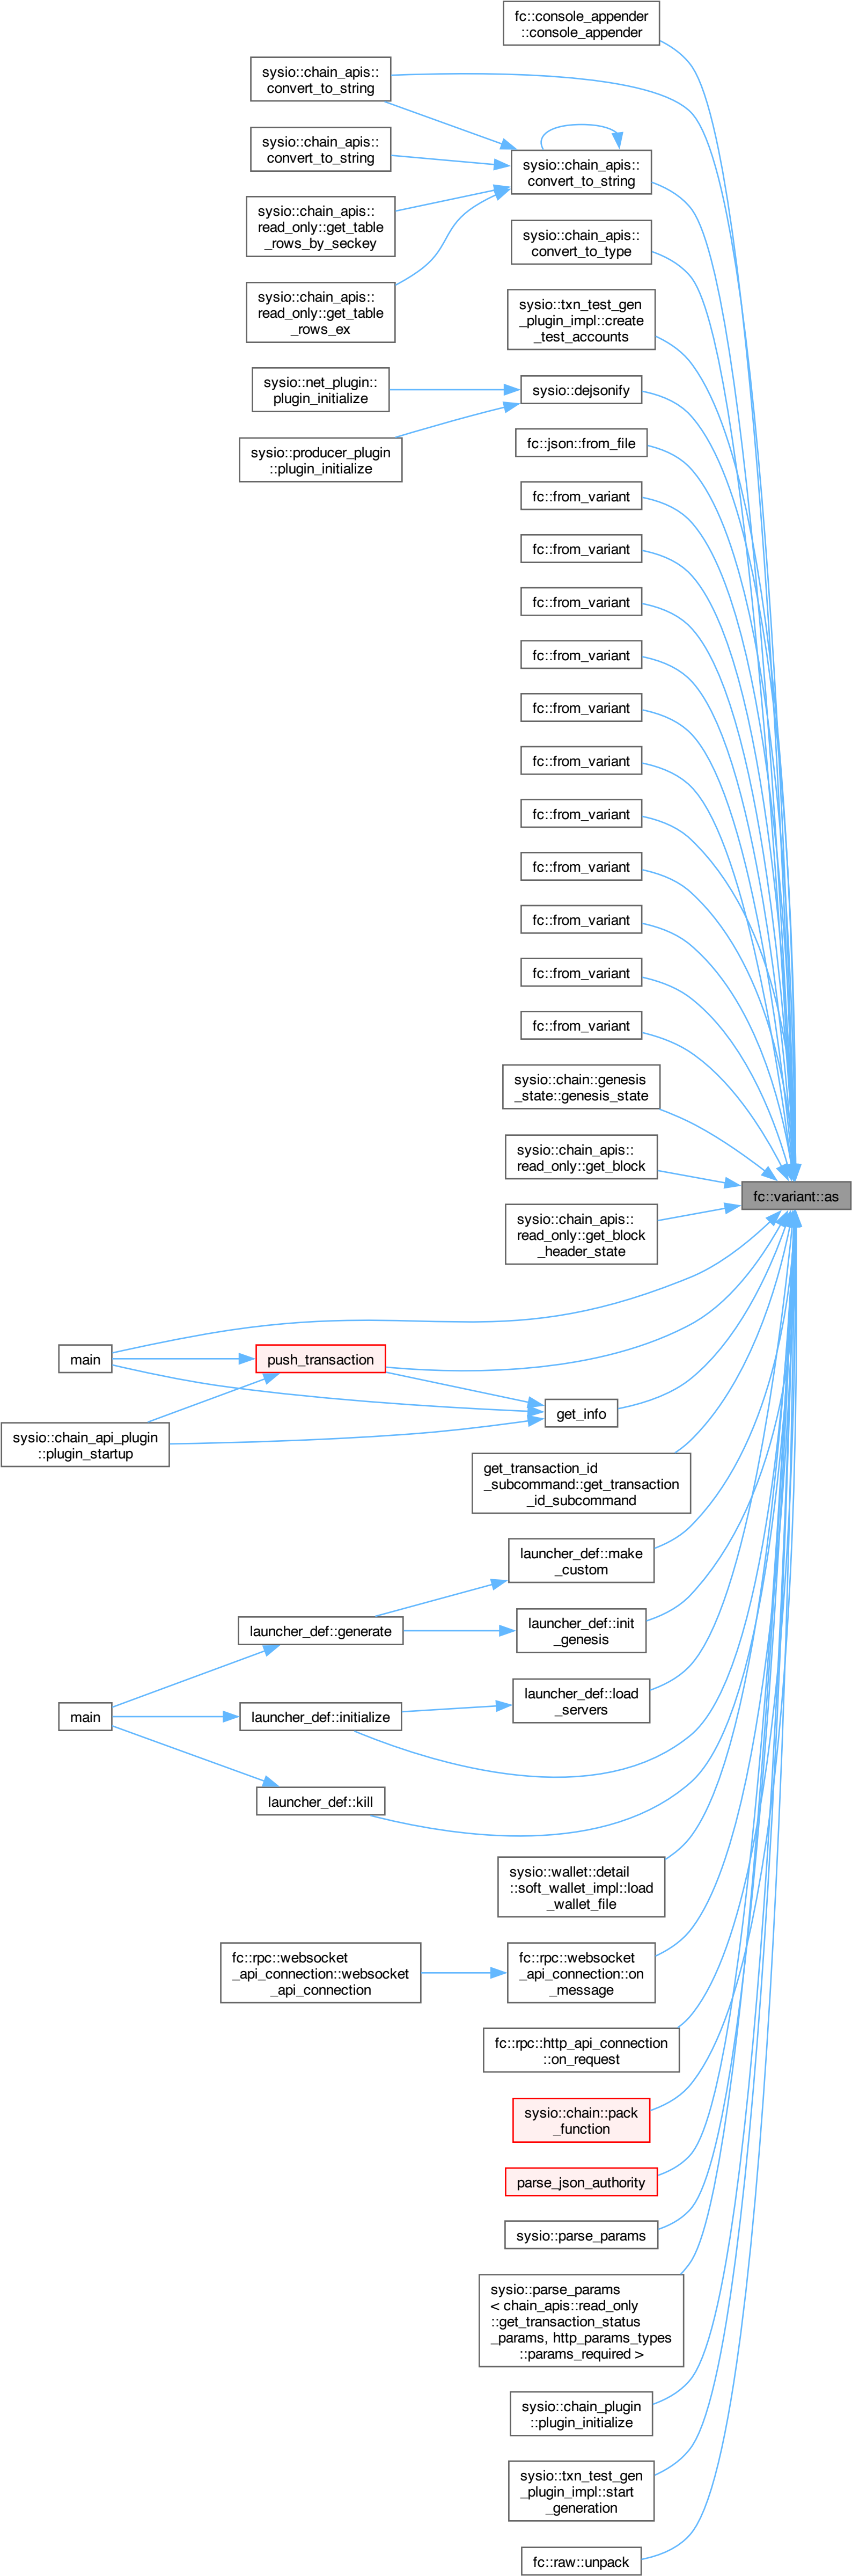 fc::console_appender
::console_appender
sysio::chain_apis::
convert_to_string
sysio::chain_apis::
convert_to_string
sysio::chain_apis::
convert_to_string
sysio::chain_apis::
read_only::get_table
_rows_by_seckey
sysio::chain_apis::
convert_to_type
sysio::chain_apis::
read_only::get_table
_rows_ex
sysio::txn_test_gen
_plugin_impl::create
_test_accounts
sysio::net_plugin::
plugin_initialize
sysio::dejsonify
sysio::producer_plugin
::plugin_initialize
fc::json::from_file
fc::from_variant
fc::from_variant
fc::from_variant
fc::from_variant
fc::from_variant
fc::from_variant
fc::from_variant
fc::from_variant
fc::from_variant
fc::from_variant
fc::from_variant
sysio::chain::genesis
_state::genesis_state
sysio::chain_apis::
read_only::get_block
fc::variant::as
sysio::chain_apis::
read_only::get_block
_header_state
main
push_transaction
get_info
sysio::chain_api_plugin
::plugin_startup
get_transaction_id
_subcommand::get_transaction
_id_subcommand
launcher_def::make
_custom
launcher_def::generate
launcher_def::init
_genesis
launcher_def::load
_servers
main
launcher_def::initialize
launcher_def::kill
sysio::wallet::detail
::soft_wallet_impl::load
_wallet_file
fc::rpc::websocket
_api_connection::websocket
_api_connection
fc::rpc::websocket
_api_connection::on
_message
fc::rpc::http_api_connection
::on_request
sysio::chain::pack
_function
parse_json_authority
sysio::parse_params
sysio::parse_params
< chain_apis::read_only
::get_transaction_status
_params, http_params_types
::params_required >
sysio::chain_plugin
::plugin_initialize
sysio::txn_test_gen
_plugin_impl::start
_generation
fc::raw::unpack